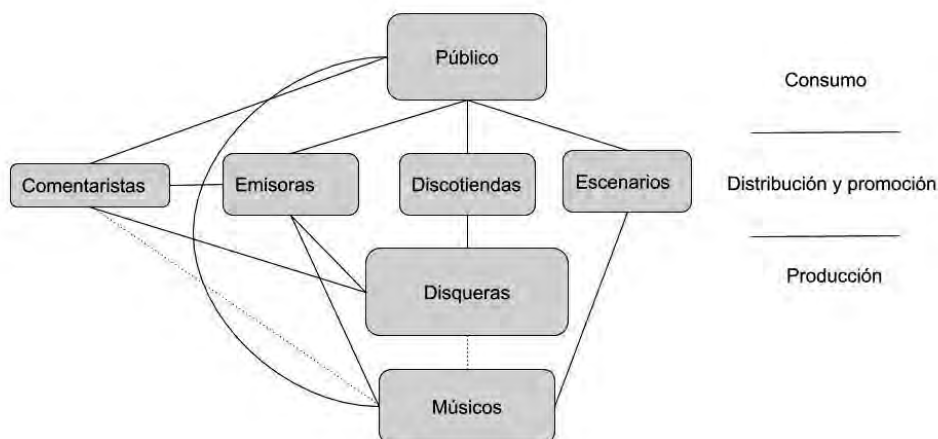 Público
Consumo
Comentaristas
Emisoras
Discotiendas
Escenarios
Distribución y promoción
Disqueras
Producción
Músicos